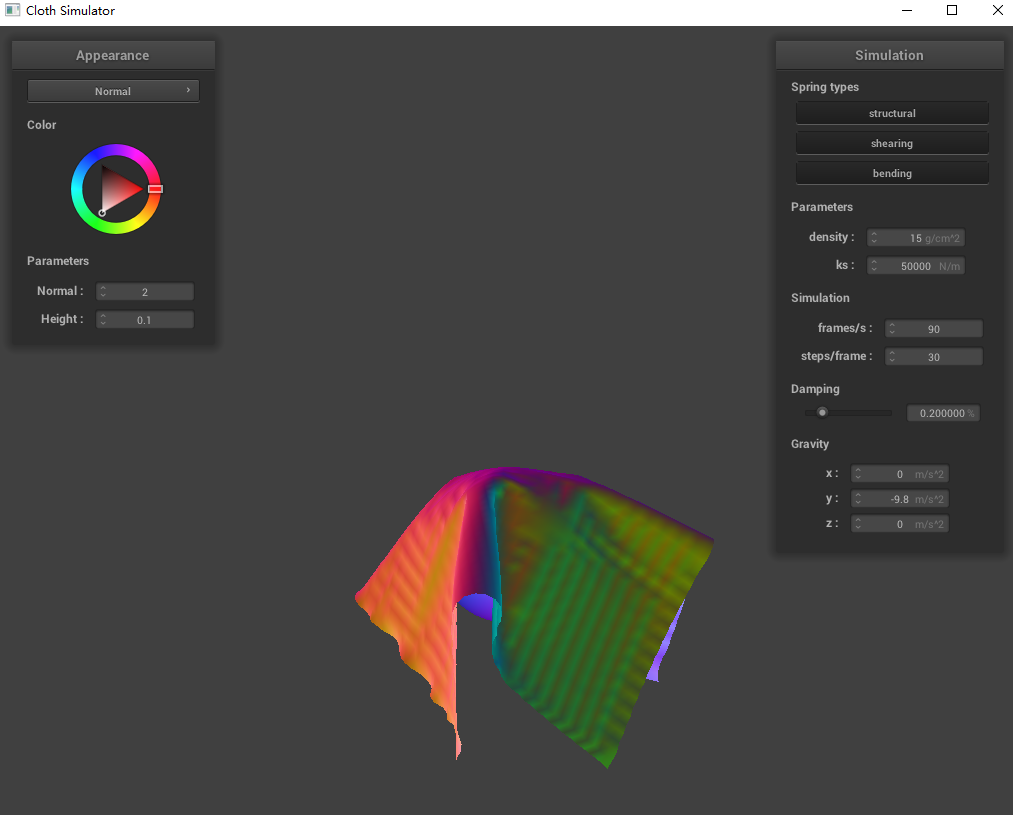 Cloth Simulator
Appearance
Normal
Color
Parameters
Normal : 2
Height : 0.1
Simulation
Spring types
structural
shearing
bending
Parameters
density : 15 g/cm^2
ks : 50000 N/m
Simulation
frames/s : 90
steps/frame : 30
Damping
0.200000 %
Gravity
x : 0 m/s^2
y : -9.8 m/s^2
z : 0 m/s^2